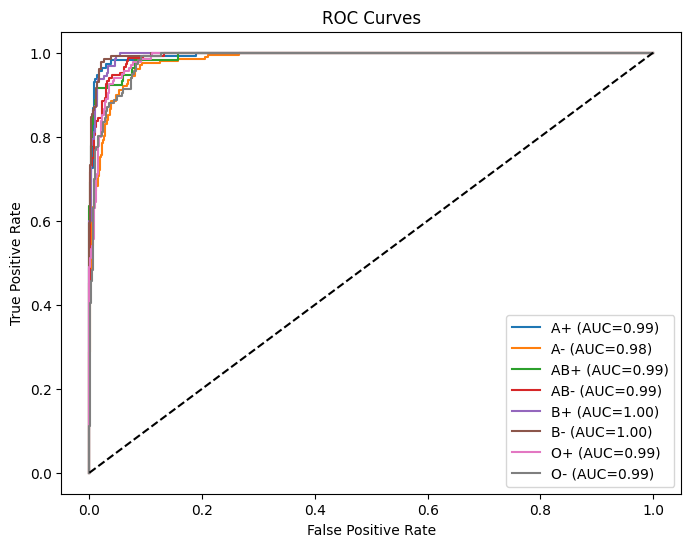 ROC Curves
True Positive Rate
1.0
0.8
0.6
0.4
0.2
0.0
A+ (AUC=0.99)
A- (AUC=0.98)
AB+ (AUC=0.99)
AB- (AUC=0.99)
B+ (AUC=1.00)
B- (AUC=1.00)
O+ (AUC=0.99)
O- (AUC=0.99)
0.0 0.2 0.4 0.6 0.8 1.0
False Positive Rate